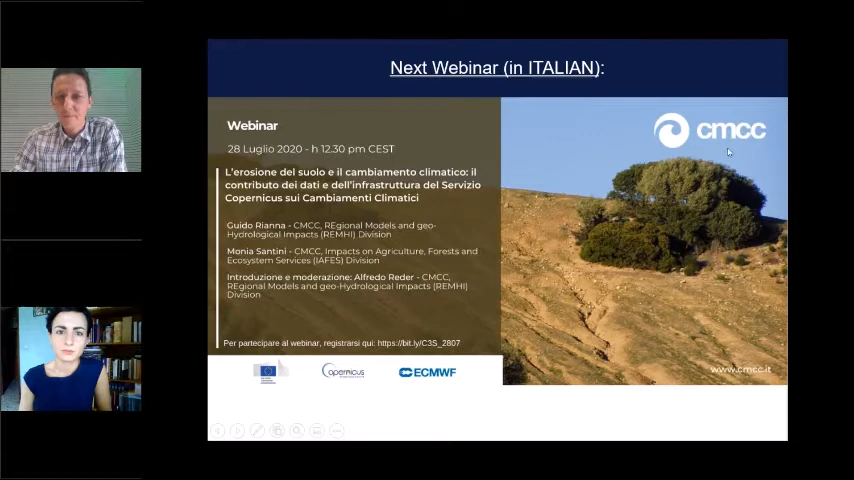 Next Webinar (in ITALIAN):
cmcc
Webinar
28 Luglio 2020 - h 12.30 pm CEST
L'erosione del suolo e il cambiamento climatico: il
contributo dei dati e dell'infrastruttura del Servizio
Copernicus sui Cambiamenti Climatici
Guido Rianna - CMCC, REgional Models and geo-
Hydrological Impacts (REMHI) Division
Monia Santini - CMCC, Impacts on Agriculture, Forests and
Ecosystem Services (IAFES) Division
Introduzione e moderazione: Alfredo Reder - CMCC,
REgional Models and geo-Hydrological Impacts (REMHI)
Division
Per partecipare al webinar, registrarsi qui: https://bit.ly/C3S_2807
www.cmcc.it
opernicus
ECMWF